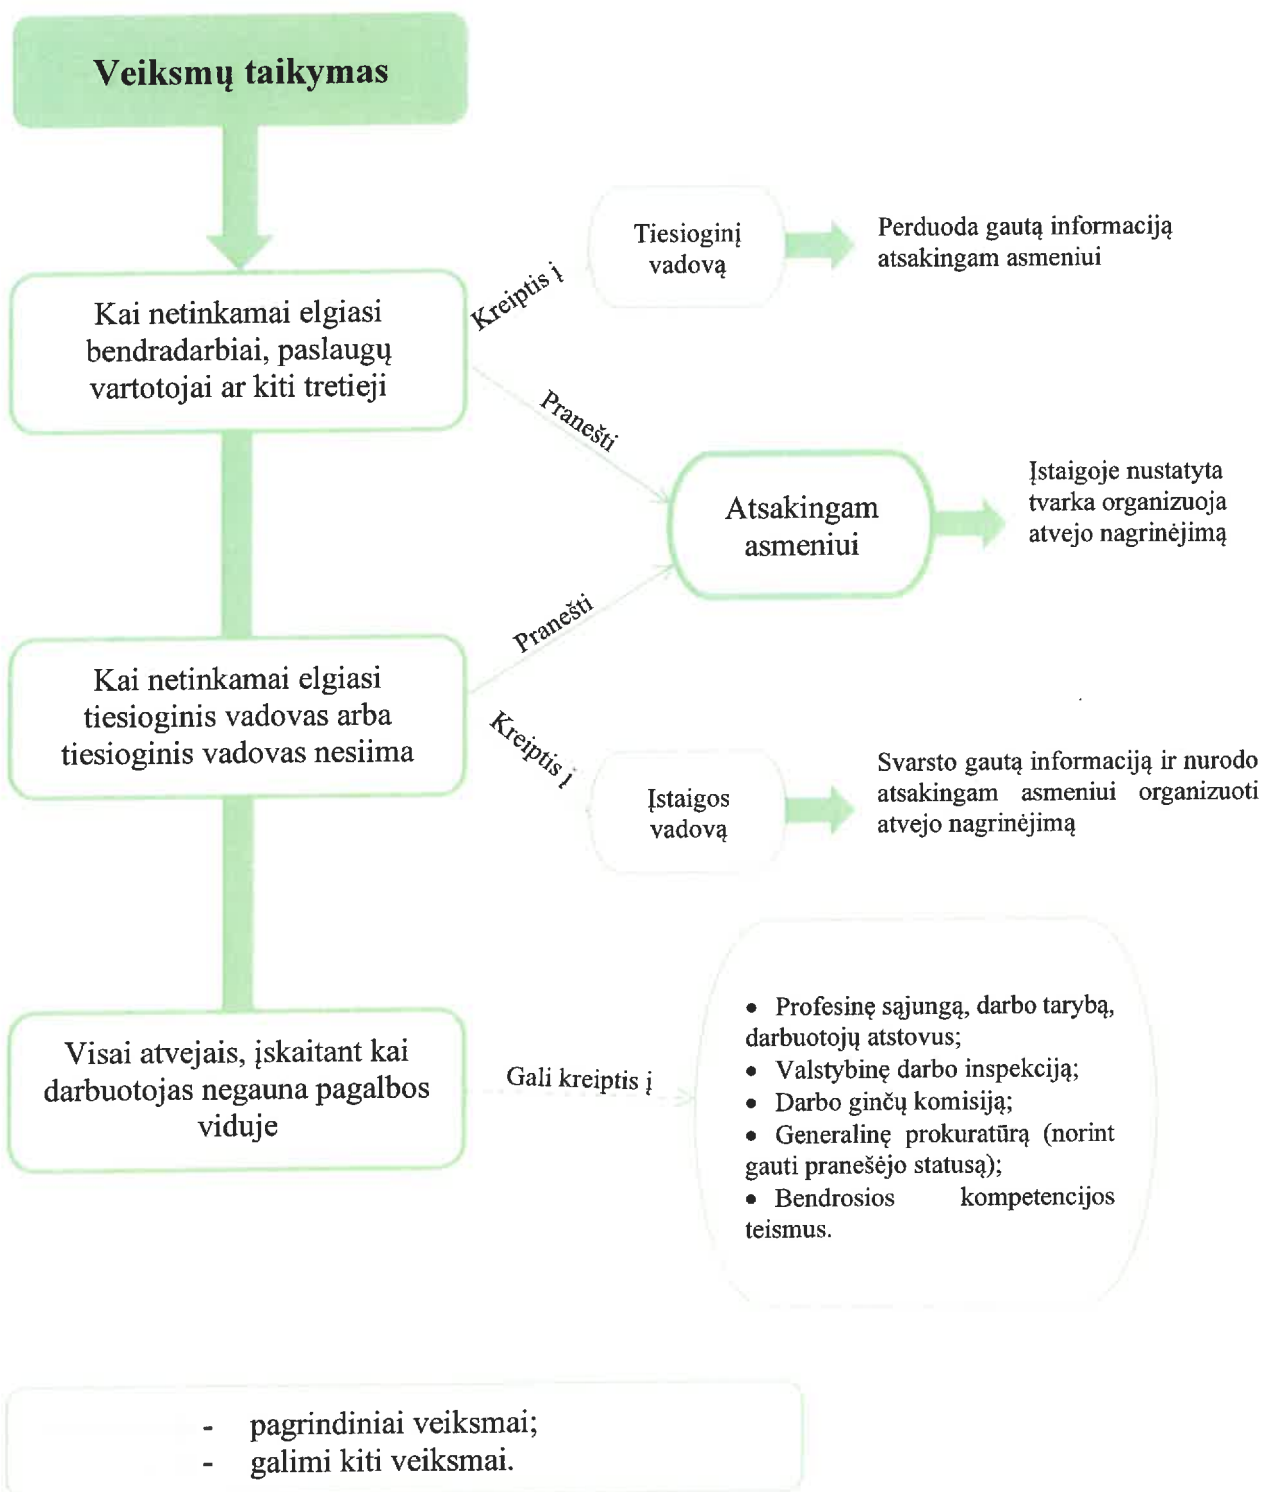 Veiksmų taikymas
Kai netinkamai elgiasi
bendradarbiai, paslaugų
vartotojai ar kiti tretieji
Kreiptis į
Tiesioginį
vadovą
Perduoda gautą informaciją
atsakingam asmeniui
Pranešti
Atsakingam
asmeniui
Įstaigoje nustatyta
tvarka organizuoja
atvejo nagrinėjimą
Pranešti
Kai netinkamai elgiasi
tiesioginis vadovas arba
tiesioginis vadovas nesiima
Kreiptis į
Įstaigos
vadovą
Svarsto gautą informaciją ir nurodo
atsakingam asmeniui organizuoti
atvejo nagrinėjimą
Visai atvejais, įskaitant kai
darbuotojas negauna pagalbos
viduje
Gali kreiptis į
• Profesinę sąjungą, darbo tarybą,
darbuotojų atstovus;
• Valstybinę darbo inspekciją;
• Darbo ginčų komisiją;
• Generalinę prokuratūrą (norint
gauti pranešėjo statusą);
• Bendrosios kompetencijos
teismus.
- pagrindiniai veiksmai;
- galimi kiti veiksmai.